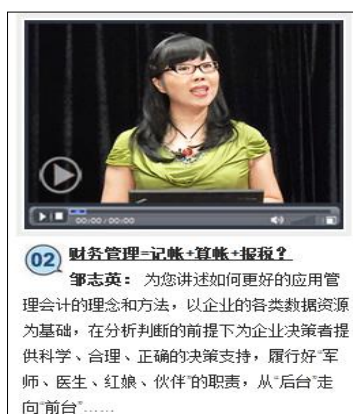 00:00/00:00
02 财务管理=记帐+算帐+报税？
邹志英：为您讲述如何更好的应用管
理会计的理念和方法，以企业的各类数据资源
为基础，在分析判断的前提下为企业决策者提
供科学、合理、正确的决策支持，履行好“军
师、医生、红娘、伙伴”的职责，从“后台”走
向“前台”……